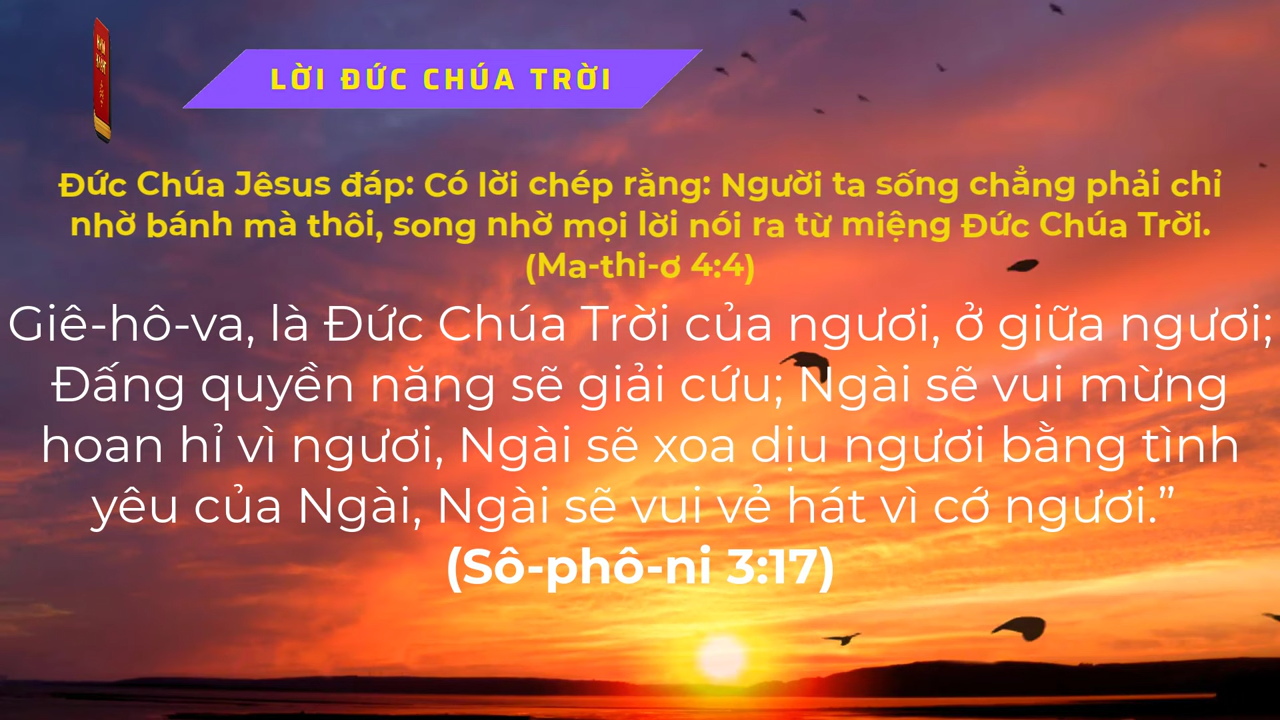 LỜI ĐỨC CHÚA TRỜI
Đức Chúa Jêsus đáp: Có lời chép rằng: Người ta sống chẳng phải chỉ
nhờ bánh mà thôi, song nhờ mọi lời nói ra từ miệng Đức Chúa Trời.
(Ma-thi-ơ 4:4)
Giê-hô-va, là Đức Chúa Trời của ngươi, ở giữa ngươi;
Đấng quyền năng sẽ giải cứu; Ngài sẽ vui mừng
hoan hỉ vì ngươi, Ngài sẽ xoa dịu ngươi bằng tình
yêu của Ngài, Ngài sẽ vui vẻ hát vì cớ ngươi.”
(Sô-phô-ni 3:17)